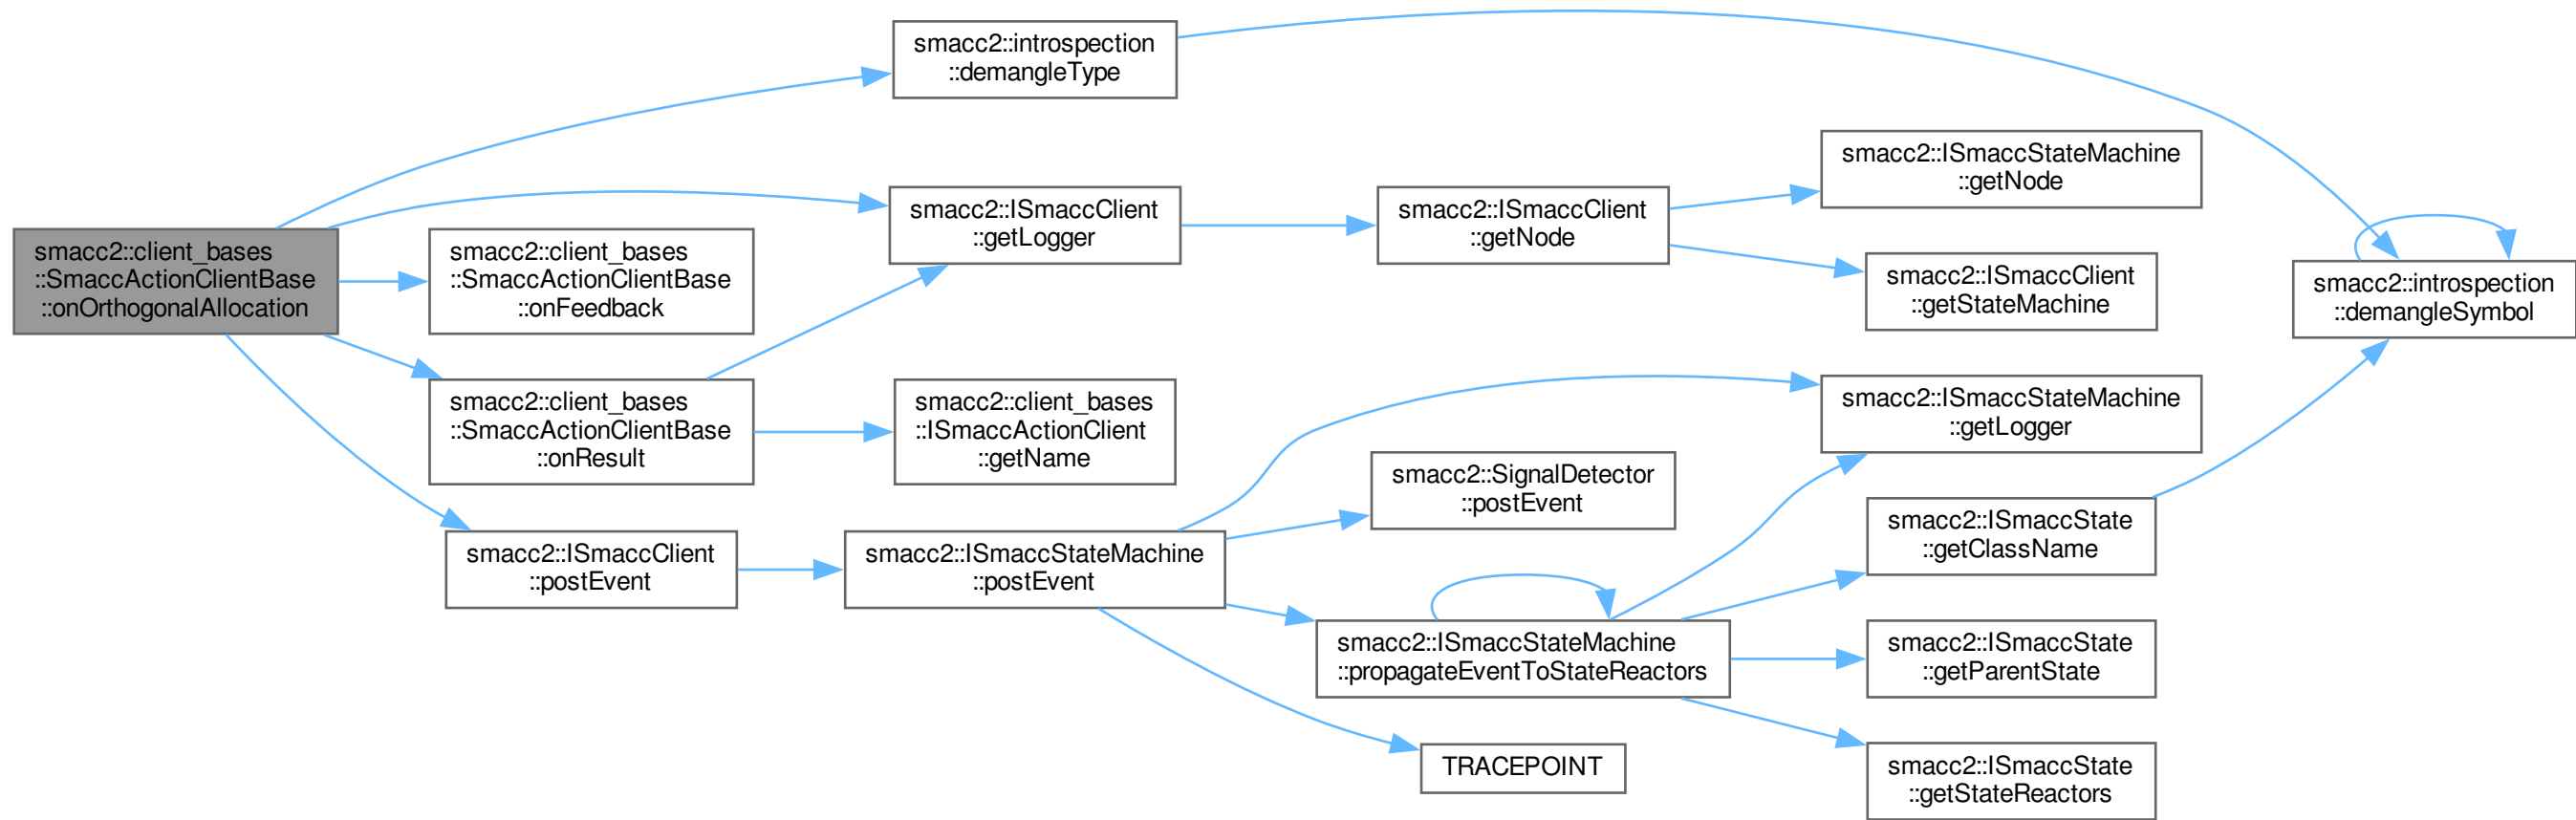 smacc2::client_bases
::SmaccActionClientBase
::onOrthogonalAllocation
smacc2::introspection
::demangleType
smacc2::ISmaccClient
::getLogger
smacc2::client_bases
::SmaccActionClientBase
::onFeedback
smacc2::client_bases
::SmaccActionClientBase
::onResult
smacc2::client_bases
::ISmaccActionClient
::getName
smacc2::ISmaccClient
::postEvent
smacc2::ISmaccStateMachine
::postEvent
smacc2::ISmaccClient
::getNode
smacc2::ISmaccStateMachine
::getNode
smacc2::ISmaccClient
::getStateMachine
smacc2::introspection
::demangleSymbol
smacc2::ISmaccStateMachine
::getLogger
smacc2::SignalDetector
::postEvent
smacc2::ISmaccState
::getClassName
smacc2::ISmaccStateMachine
::propagateEventToStateReactors
smacc2::ISmaccState
::getParentState
TRACEPOINT
smacc2::ISmaccState
::getStateReactors